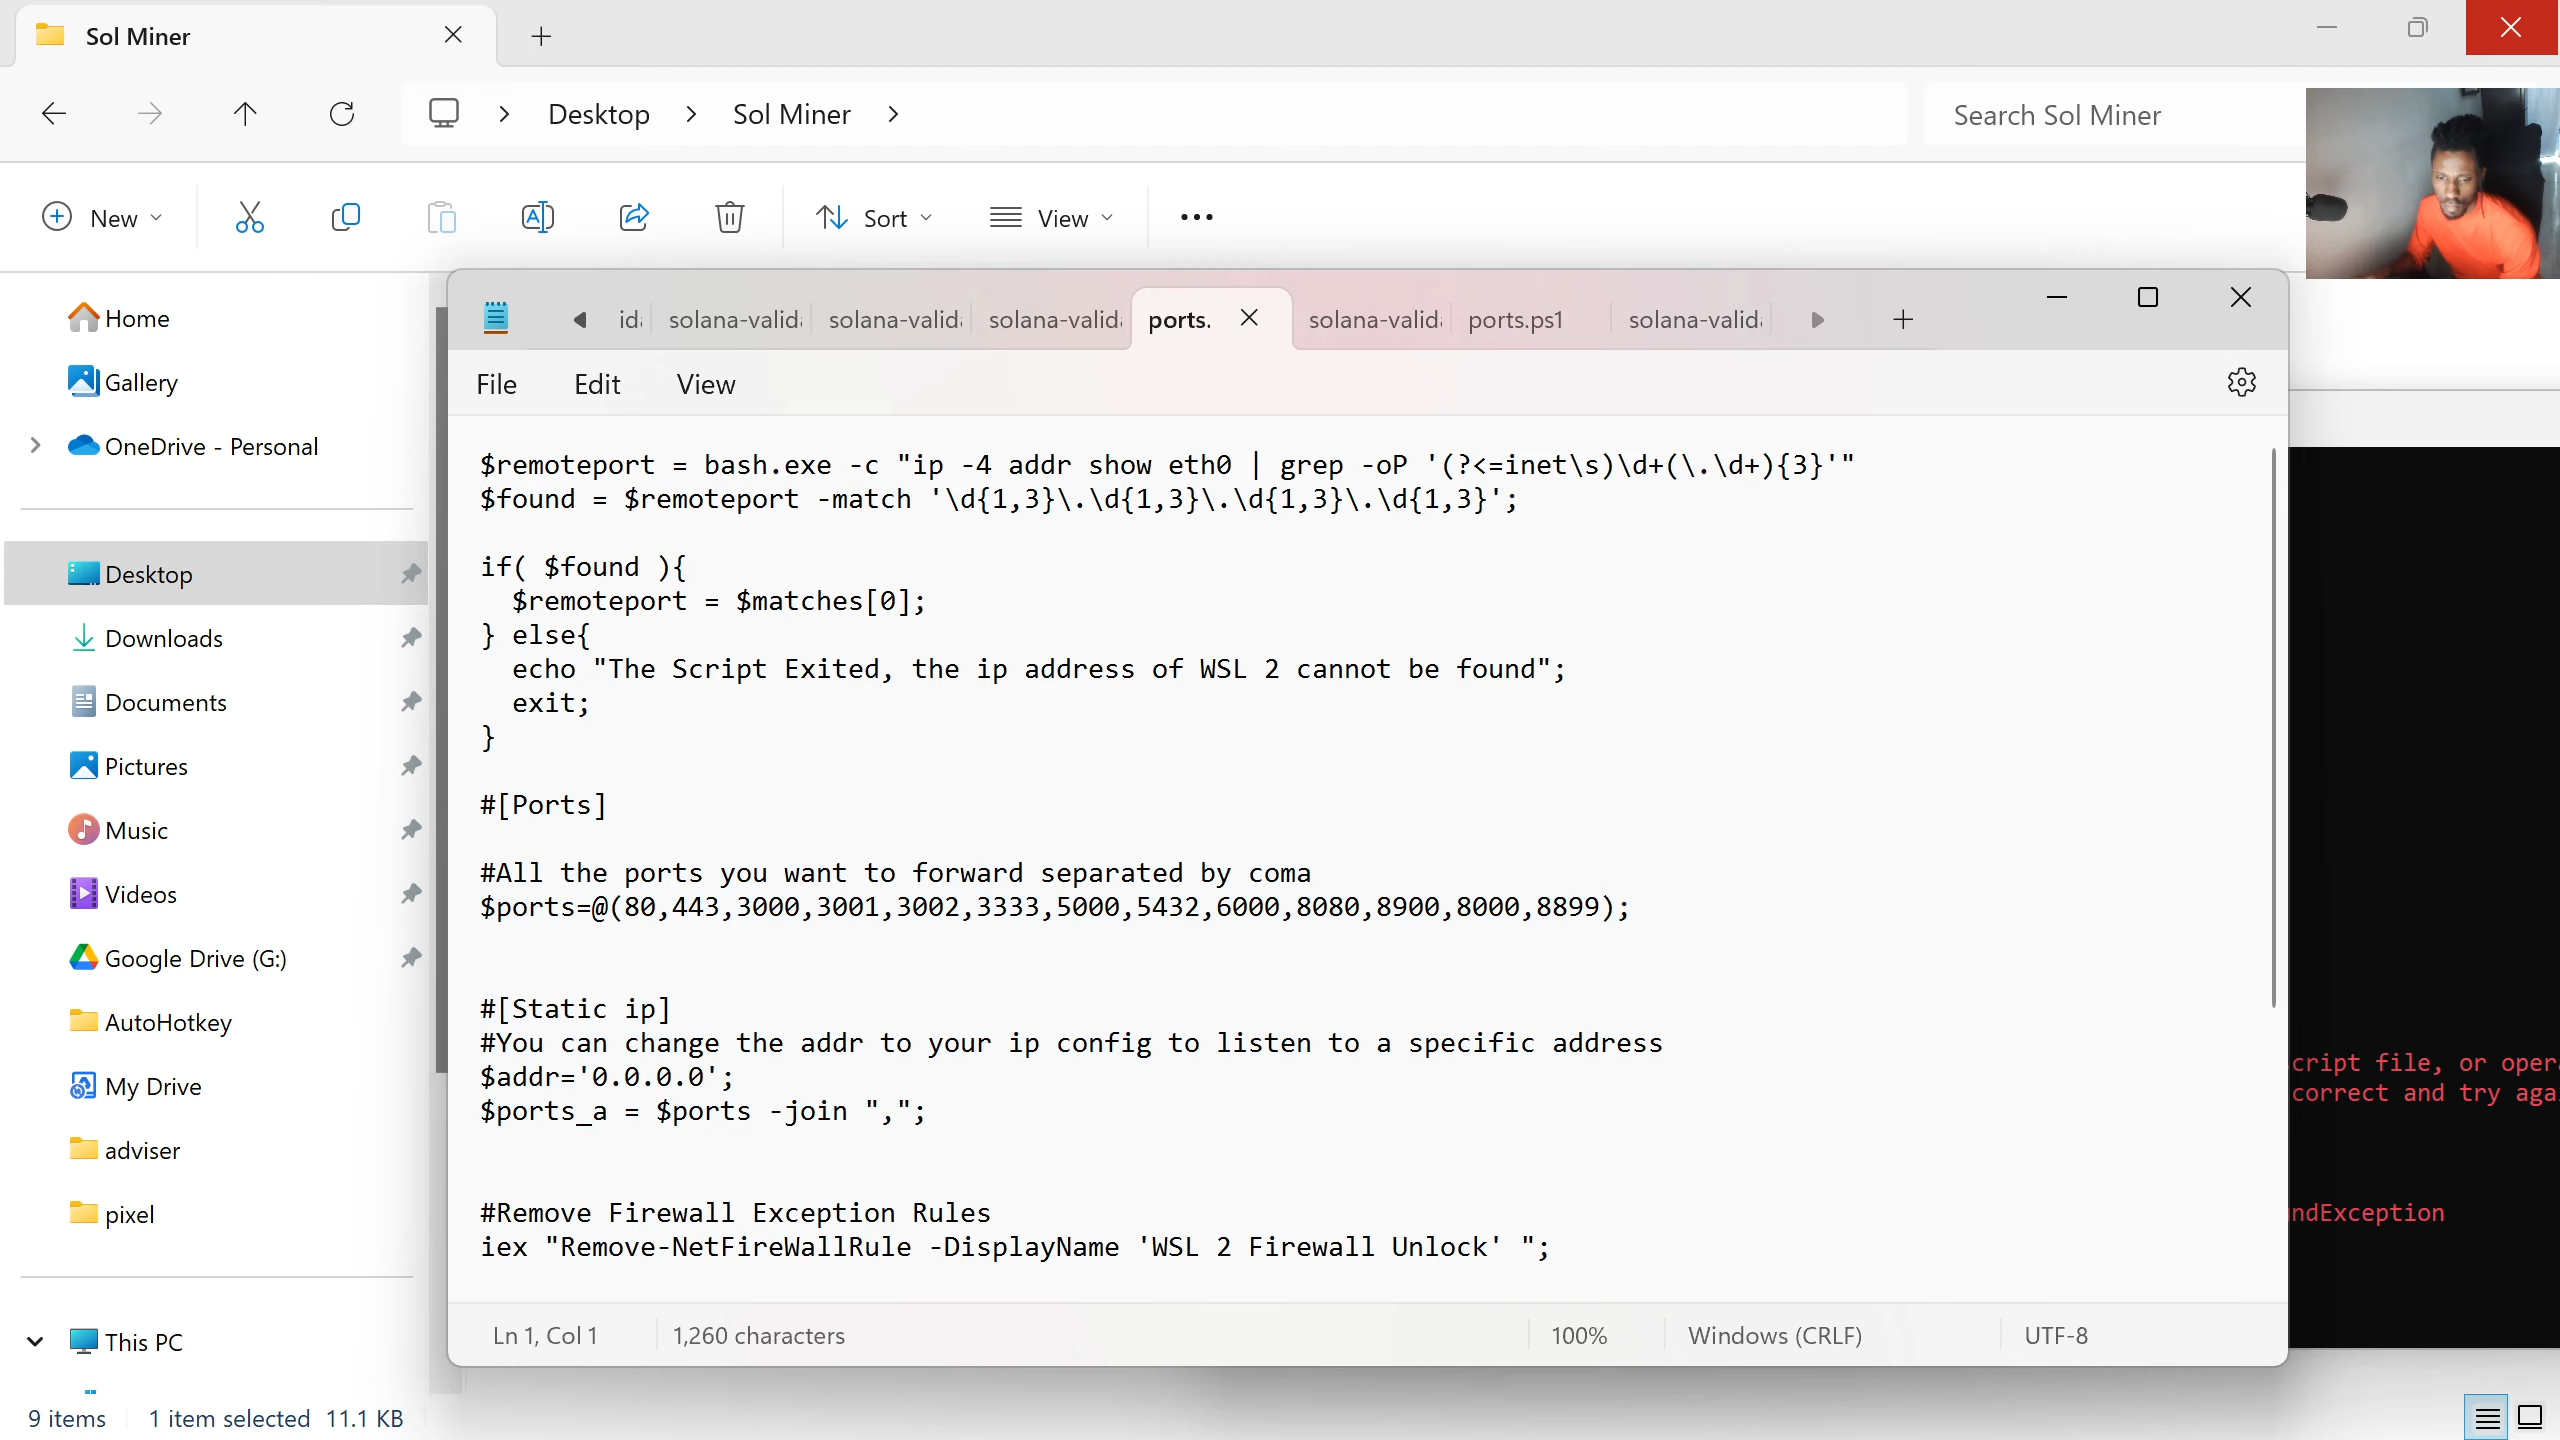 Sol Miner
Desktop
Sol Miner
Search Sol Miner
New
Sort
View
Home
Gallery
OneDrive - Personal
Desktop
Downloads
Documents
Pictures
Music
Videos
Google Drive (G:)
AutoHotkey
My Drive
adviser
pixel
This PC
9 items
1 item selected 11.1 KB
solana-valid
solana-valid
solana-valid
ports.
solana-valid
ports.ps1
solana-valid
File
Edit
View
$remoteport = bash.exe -c "ip -4 addr show eth0 | grep -oP '(?<=inet\s)\d+(\.\d+){3}'"
$found = $remoteport -match '\d{1,3}\.\d{1,3}\.\d{1,3}\.\d{1,3}';
if( $found ){
$remoteport = $matches[0];
} else{
echo "The Script Exited, the ip address of WSL 2 cannot be found";
exit;
}
#[Ports]
#All the ports you want to forward separated by coma
$ports=@(80,443,3000,3001,3002,3333,5000,5432,6000,8080,8900,8000,8899);
#[Static ip]
#You can change the addr to your ip config to listen to a specific address
$addr='0.0.0.0';
$ports_a = $ports -join ",";
#Remove Firewall Exception Rules
iex "Remove-NetFireWallRule -DisplayName 'WSL 2 Firewall Unlock' ";
Ln 1, Col 1
1,260 characters
100%
Windows (CRLF)
UTF-8
cript file, or oper
correct and try aga
ndException